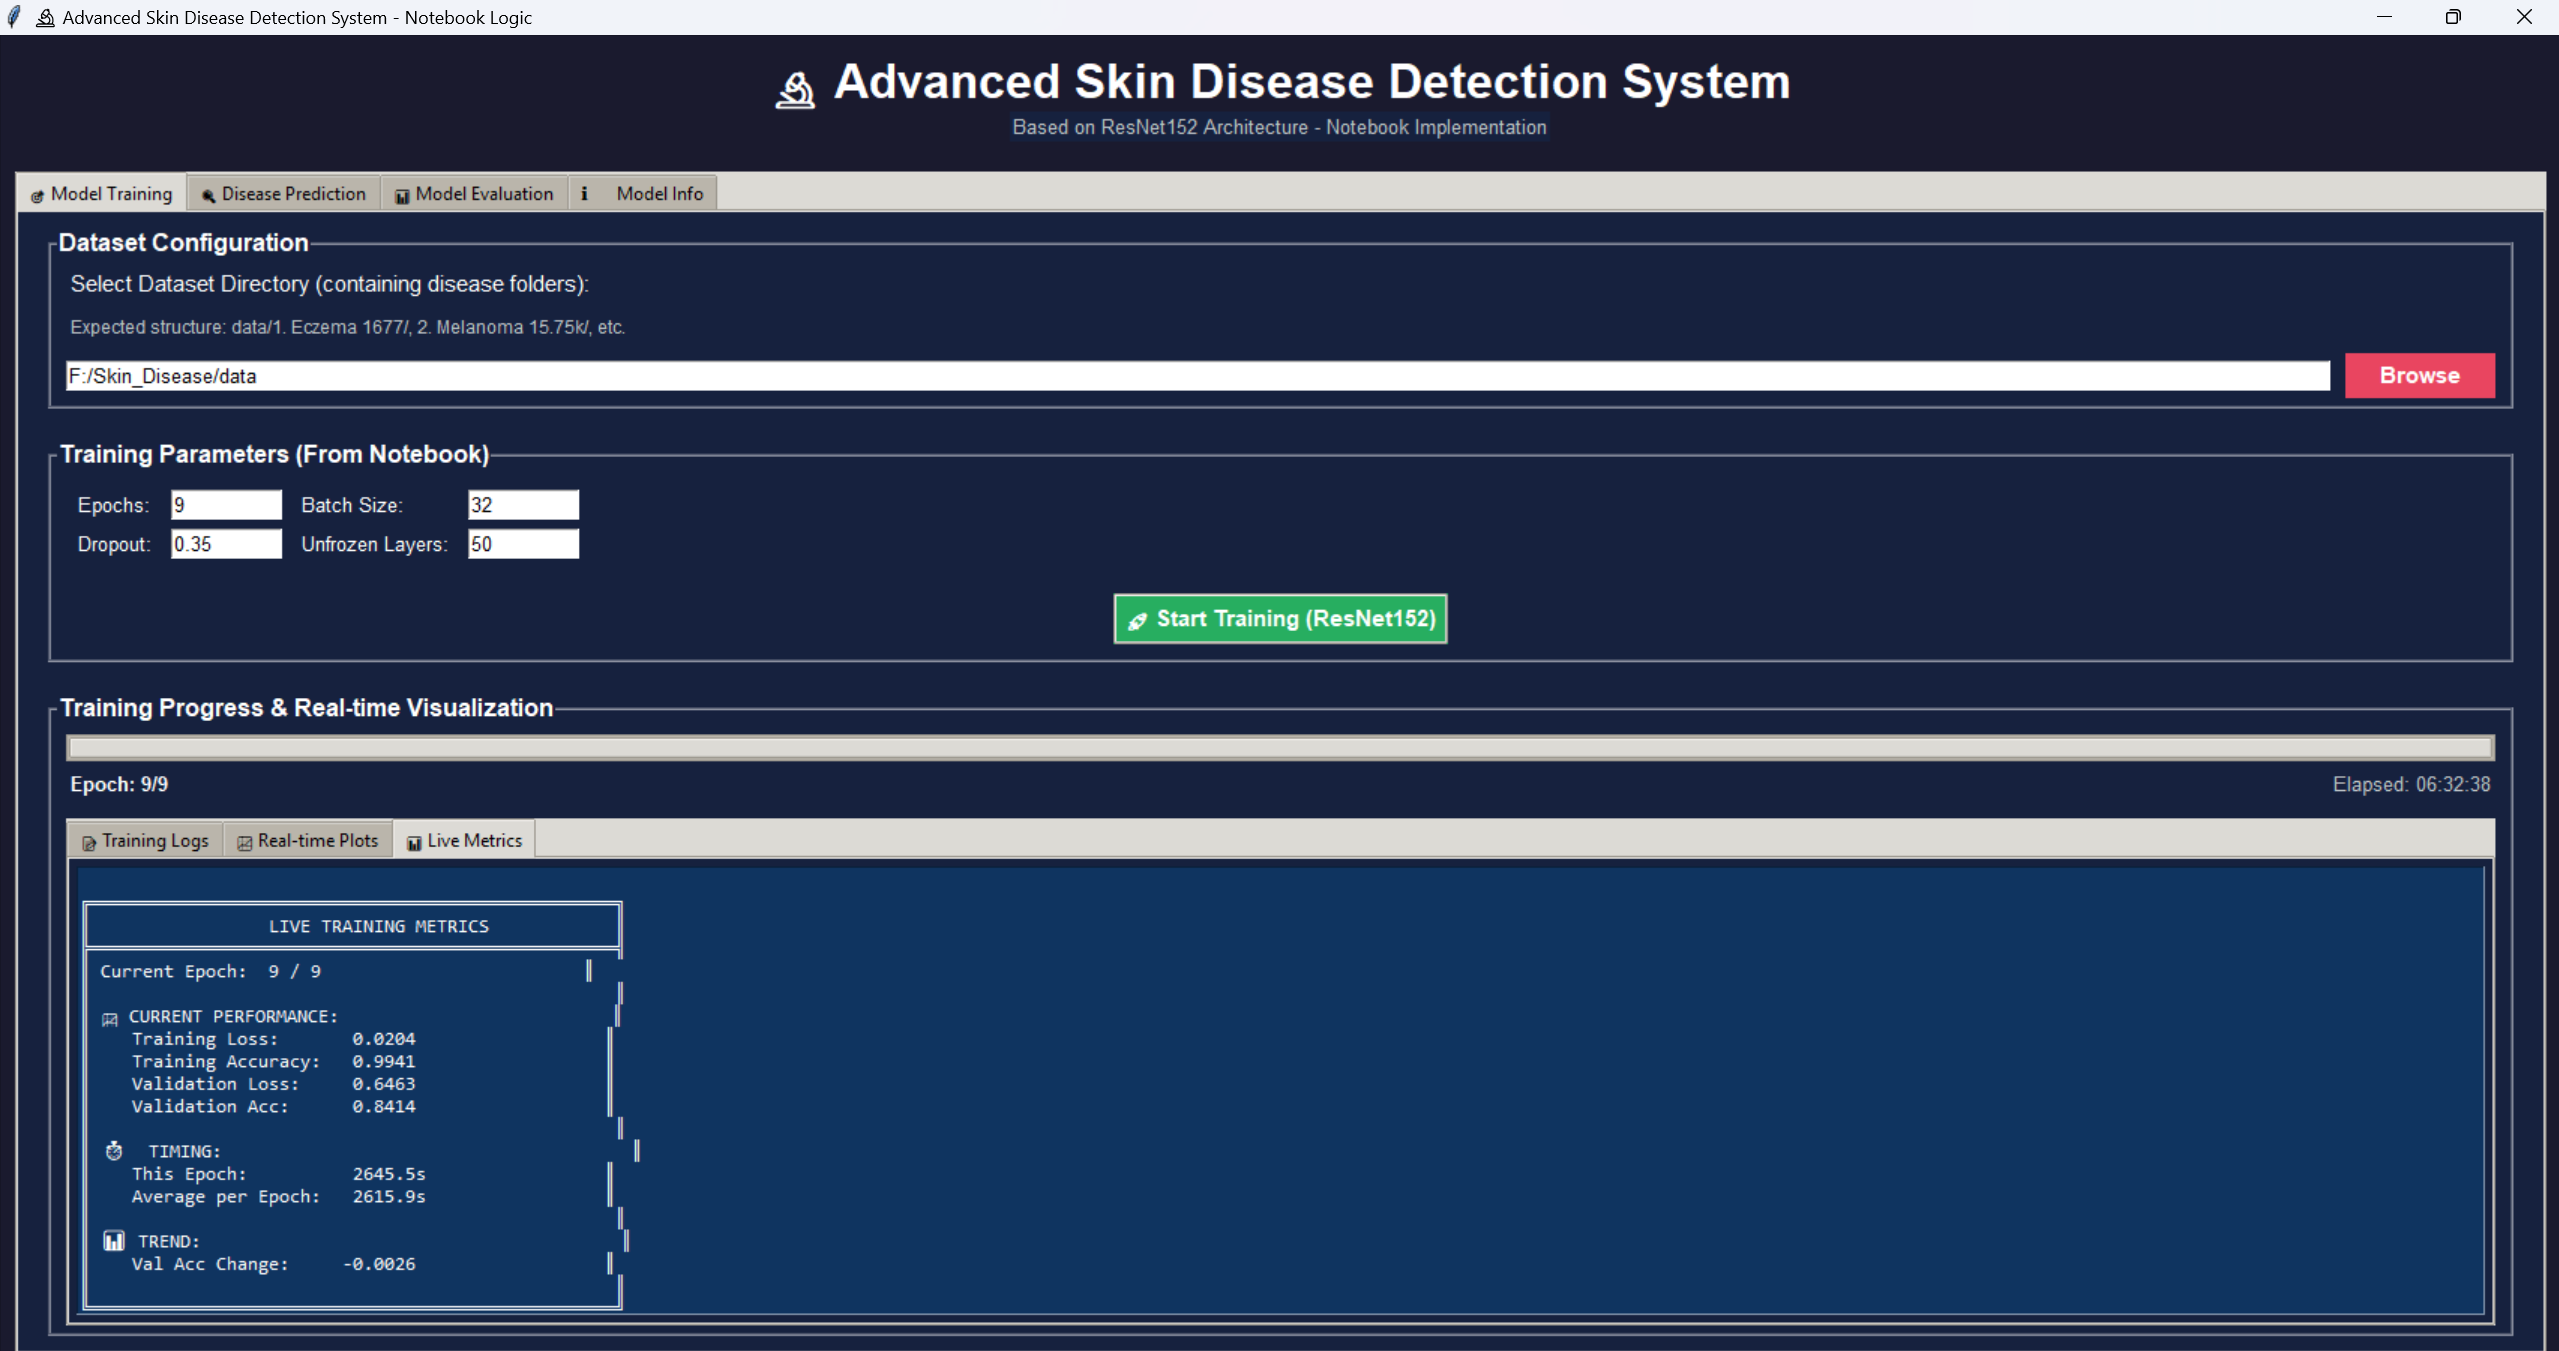 Advanced Skin Disease Detection System - Notebook Logic
Advanced Skin Disease Detection System
Based on ResNet152 Architecture - Notebook Implementation
Model Training Disease Prediction Model Evaluation i Model Info
Dataset Configuration
Select Dataset Directory (containing disease folders):
Expected structure: data/1. Eczema 1677/, 2. Melanoma 15.75k/, etc.
F:/Skin_Disease/data Browse
Training Parameters (From Notebook)
Epochs: 9 Batch Size: 32
Dropout: 0.35 Unfrozen Layers: 50
Start Training (ResNet152)
Training Progress & Real-time Visualization
Epoch: 9/9 Elapsed: 06:32:38
Training Logs Real-time Plots Live Metrics
LIVE TRAINING METRICS
Current Epoch: 9 / 9
CURRENT PERFORMANCE:
Training Loss: 0.0204
Training Accuracy: 0.9941
Validation Loss: 0.6463
Validation Acc: 0.8414
TIMING:
This Epoch: 2645.5s
Average per Epoch: 2615.9s
TREND:
Val Acc Change: -0.0026